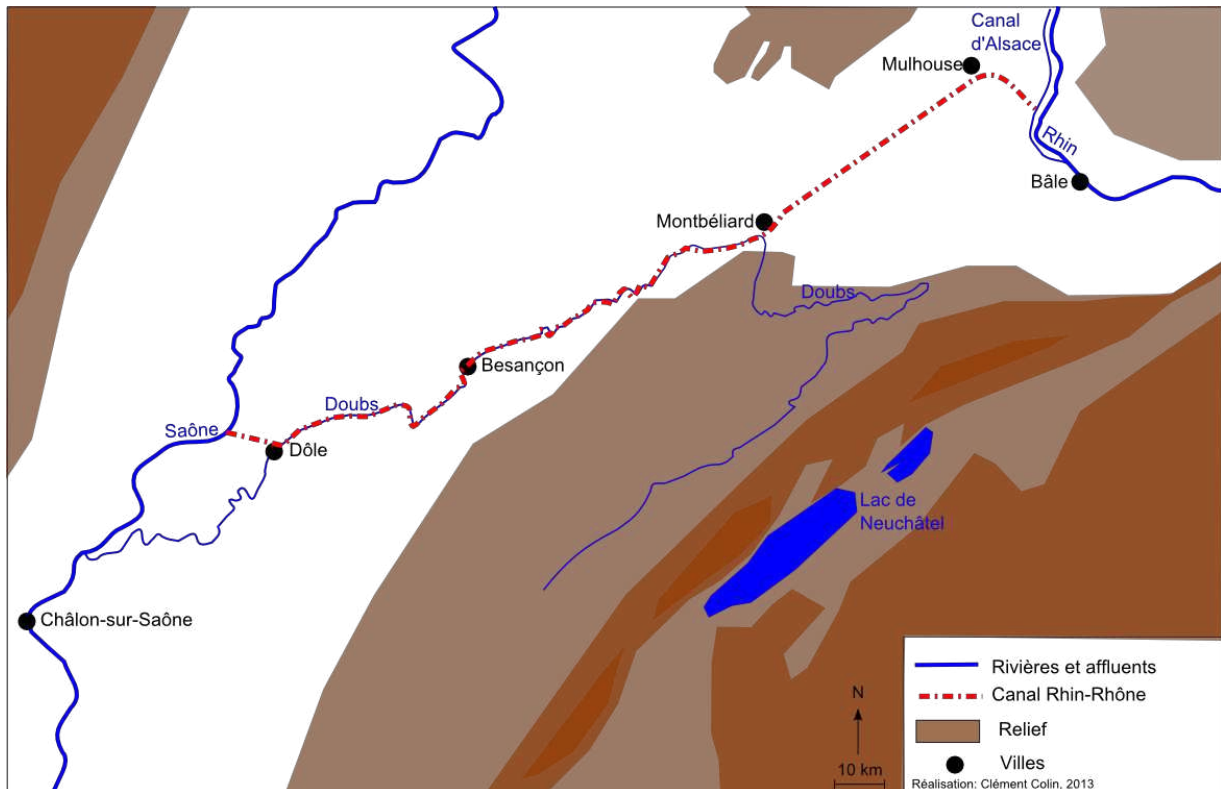 Canal
d'Alsace
Mulhouse
Rhin
Bâle
Montbéliard
Doubs
Besançon
Doubs
Saône
Dôle
Lac de
Neuchâtel
Châlon-sur-Saône
Rivières et affluents
Canal Rhin-Rhône
Relief
Villes
N
10 km
Réalisation: Clément Colin, 2013